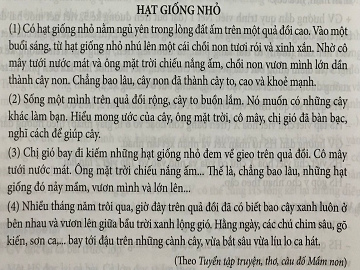 HẠT GIỐNG NHỎ
(1) Có hạt giống nhỏ nằm ngủ yên trong lòng đất ấm trên một quả đồi cao. Vào một
buổi sáng, từ hạt giống nhỏ nhú lên một cái chồi non tươi rói và xinh xắn. Nhờ cô
mây tưới nước mát và ông mặt trời chiếu nắng ấm, chồi non vươn mình lớn dần
thành cây non. Chẳng bao lâu, cây non đã thành cây to, cao và khoẻ mạnh.
(2) Sống một mình trên quả đồi rộng, cây to buồn lắm. Nó muốn có những cây
khác làm bạn. Hiểu mong ước của cây, ông mặt trời, cô mây, chị gió đã bàn bạc,
nghĩ cách để giúp cây.
(3) Chị gió bay đi kiếm những hạt giống nhỏ đem về gieo trên quả đồi. Cô mây
tưới nước mát. Ông mặt trời chiếu nắng ấm... Thế là, chẳng bao lâu, những hạt
giống đó nảy mầm, vươn mình và lớn lên...
(4) Nhiều tháng năm trôi qua, giờ đây trên quả đồi đã có biết bao cây xanh luôn ở
bên nhau và vươn lên giữa bầu trời xanh lộng gió. Hằng ngày, các chú chim sâu, gõ
kiến, sơn ca,... bay tới đậu trên những cành cây, vừa bắt sâu vừa líu lo ca hát.
(Theo Tuyển tập truyện, thơ, câu đố Mầm non)